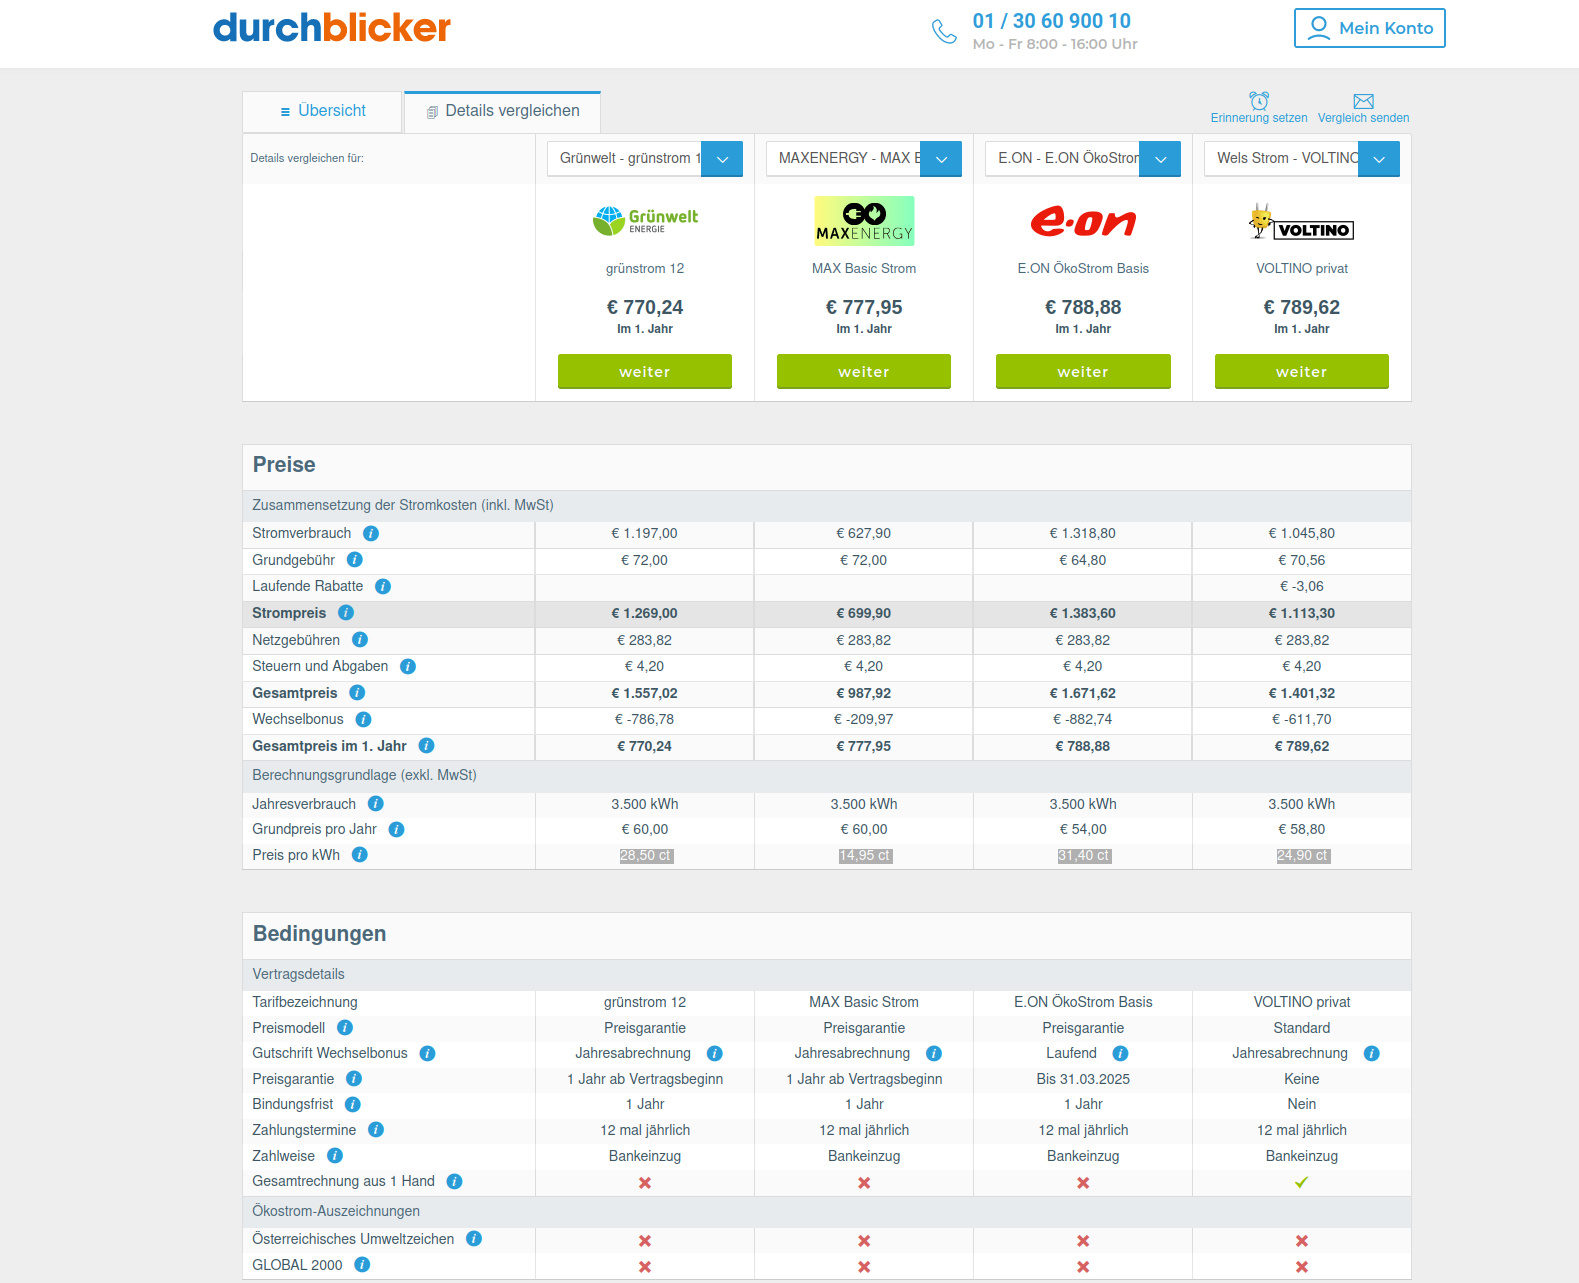 durchblicker
01 / 30 60 900 10
Mo - Fr 8:00 - 16:00 Uhr
Mein Konto
Übersicht
Details vergleichen
Erinnerung setzen
Vergleich senden
Details vergleichen für:
Grünwelt - grünstrom 1
MAXENERGY - MAX E
E.ON - E.ON ÖkoStrom
Wels Strom - VOLTINO
Grünwelt
ENERGIE
MAXENERGY
e·on
VOLTINO
grünstrom 12
MAX Basic Strom
E.ON ÖkoStrom Basis
VOLTINO privat
€ 770,24
€ 777,95
€ 788,88
€ 789,62
Im 1. Jahr
Im 1. Jahr
Im 1. Jahr
Im 1. Jahr
weiter
weiter
weiter
weiter
Preise
Zusammensetzung der Stromkosten (inkl. MwSt)
Stromverbrauch € 1.197,00 € 627,90 € 1.318,80 € 1.045,80
Grundgebühr € 72,00 € 72,00 € 64,80 € 70,56
Laufende Rabatte € -3,06
Strompreis € 1.269,00 € 699,90 € 1.383,60 € 1.113,30
Netzgebühren € 283,82 € 283,82 € 283,82 € 283,82
Steuern und Abgaben € 4,20 € 4,20 € 4,20 € 4,20
Gesamtpreis € 1.557,02 € 987,92 € 1.671,62 € 1.401,32
Wechselbonus € -786,78 € -209,97 € -882,74 € -611,70
Gesamtpreis im 1. Jahr € 770,24 € 777,95 € 788,88 € 789,62
Berechnungsgrundlage (exkl. MwSt)
Jahresverbrauch 3.500 kWh 3.500 kWh 3.500 kWh 3.500 kWh
Grundpreis pro Jahr € 60,00 € 60,00 € 54,00 € 58,80
Preis pro kWh 28,50 ct 14,95 ct 31,40 ct 24,90 ct
Bedingungen
Vertragsdetails
Tarifbezeichnung grünstrom 12 MAX Basic Strom E.ON ÖkoStrom Basis VOLTINO privat
Preismodell Preisgarantie Preisgarantie Preisgarantie Standard
Gutschrift Wechselbonus Jahresabrechnung Jahresabrechnung Laufend Jahresabrechnung
Preisgarantie 1 Jahr ab Vertragsbeginn 1 Jahr ab Vertragsbeginn Bis 31.03.2025 Keine
Bindungsfrist 1 Jahr 1 Jahr 1 Jahr Nein
Zahlungstermine 12 mal jährlich 12 mal jährlich 12 mal jährlich 12 mal jährlich
Zahlweise Bankeinzug Bankeinzug Bankeinzug Bankeinzug
Gesamtrechnung aus 1 Hand
Ökostrom-Auszeichnungen
Österreichisches Umweltzeichen
GLOBAL 2000